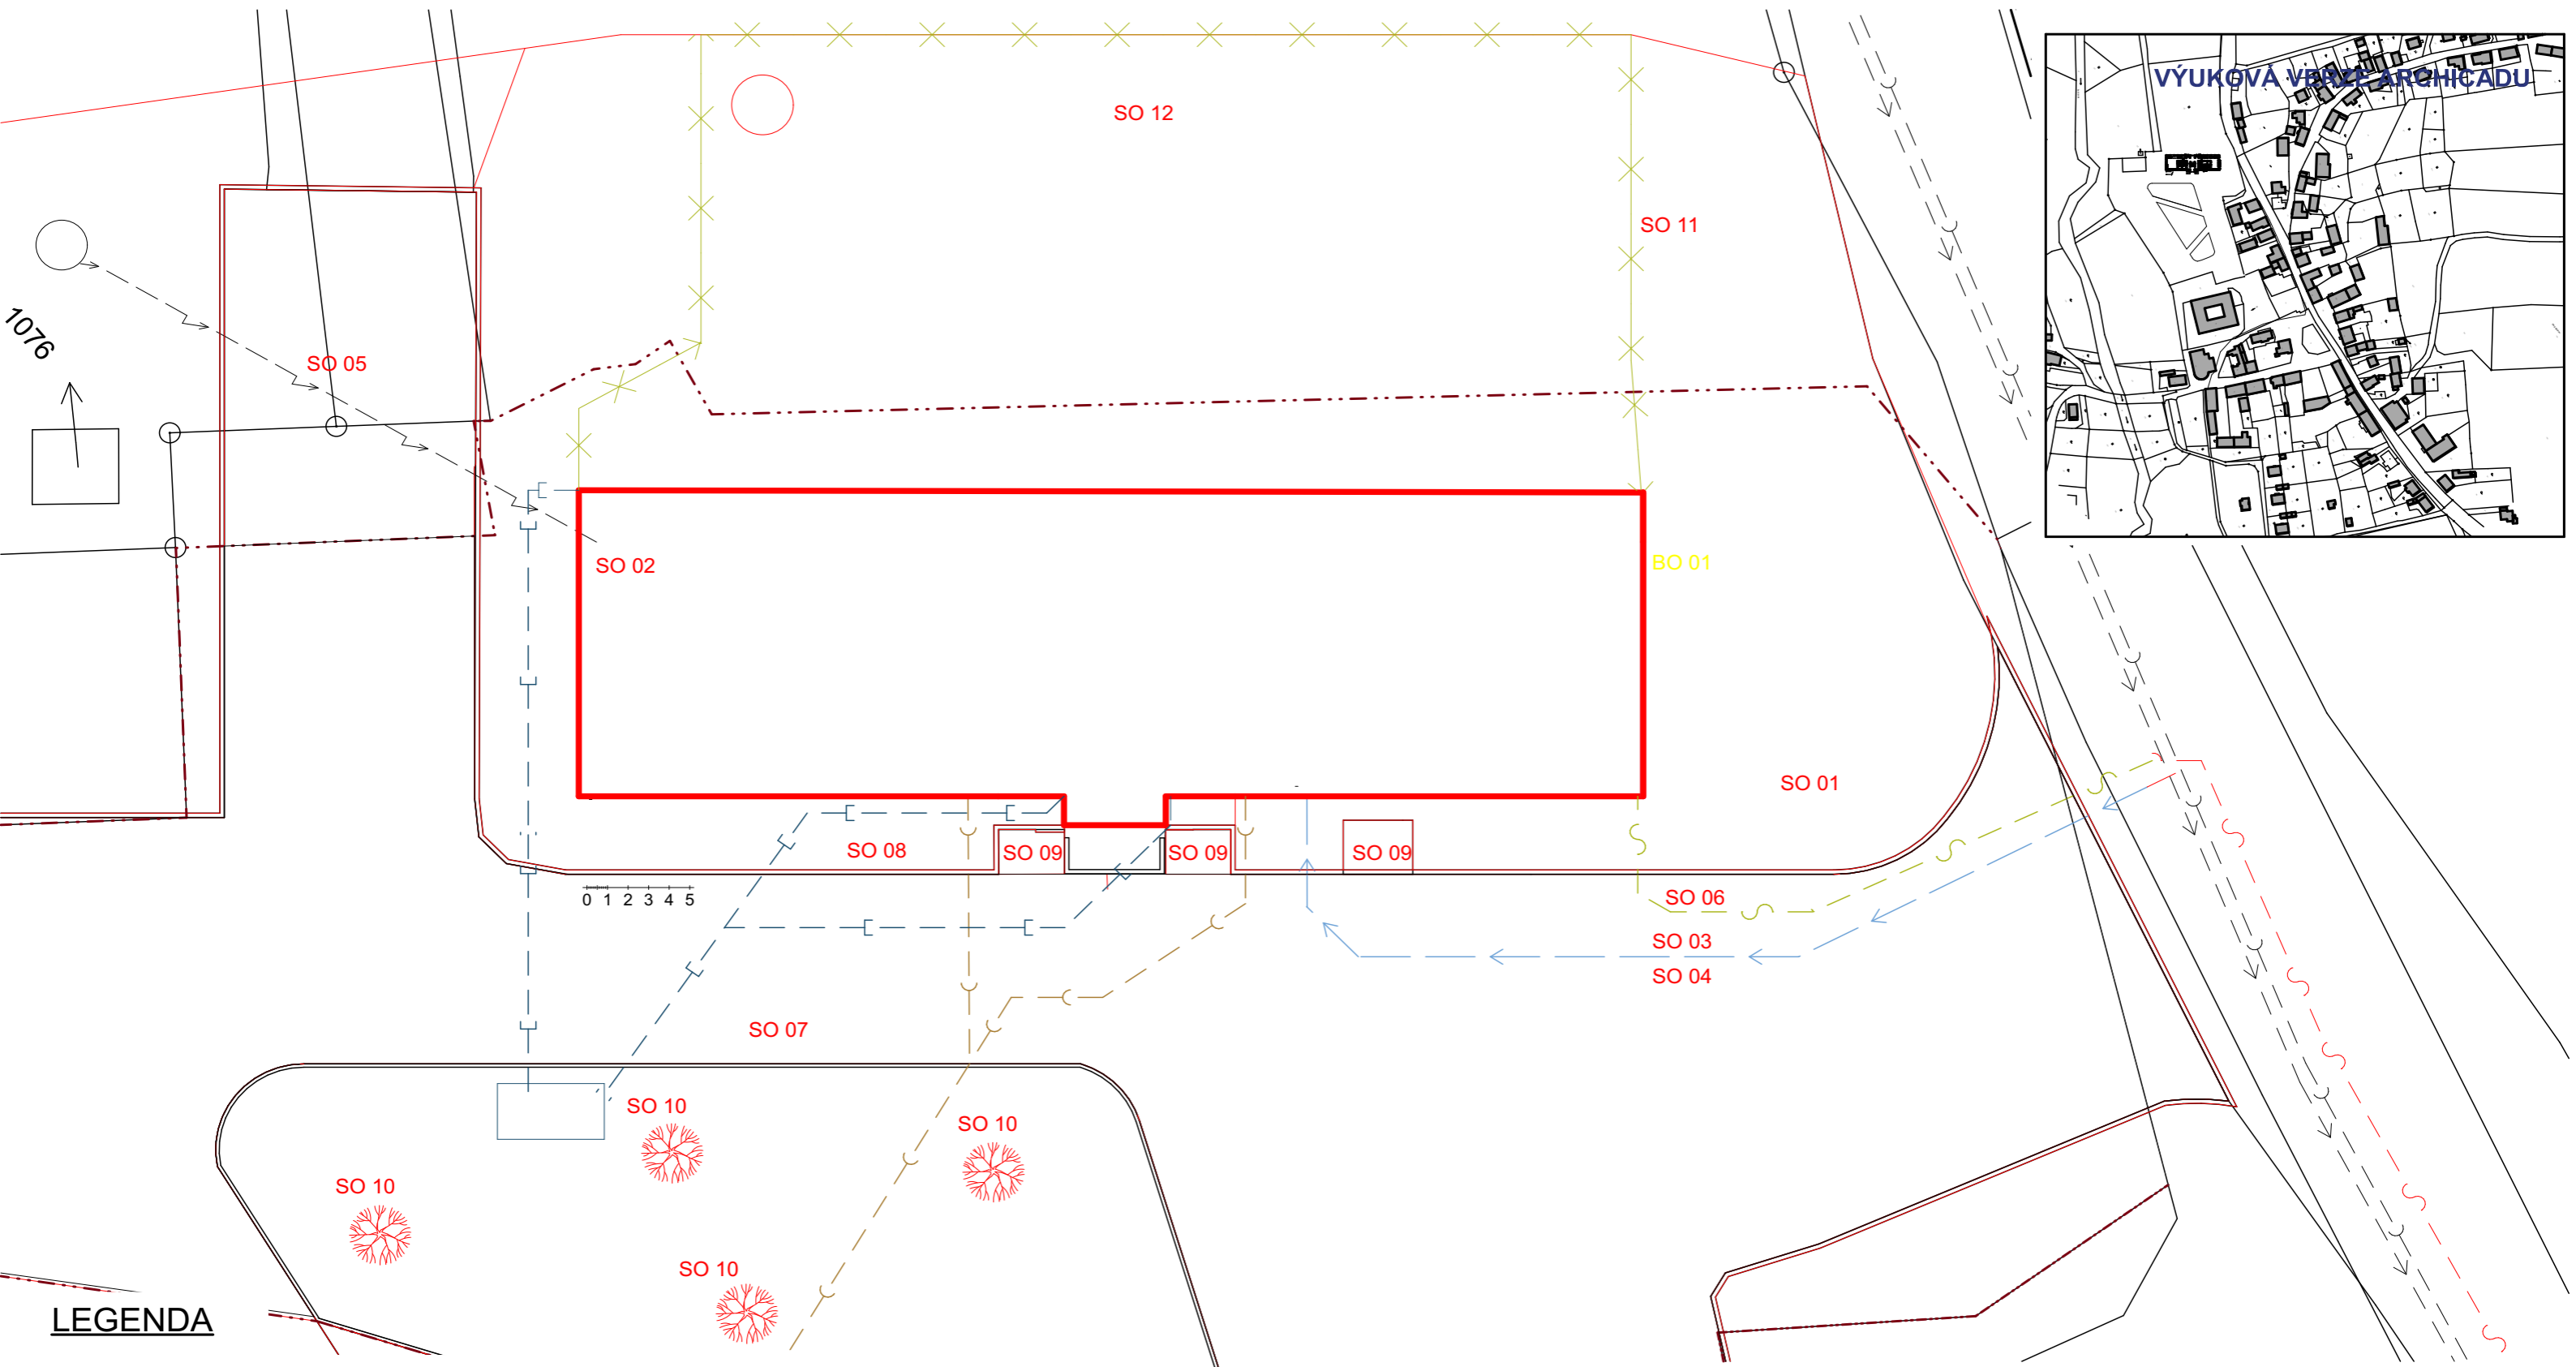 VÝUKOVÁ VERZE ARCHICADU
SO 12
SO 11
1076
SO 05
SO 02
BO 01
SO 01
SO 08
SO 09
SO 09
SO 09
0 1 2 3 4 5
SO 06
SO 03
SO 04
SO 07
SO 10
SO 10
SO 10
SO 10
LEGENDA